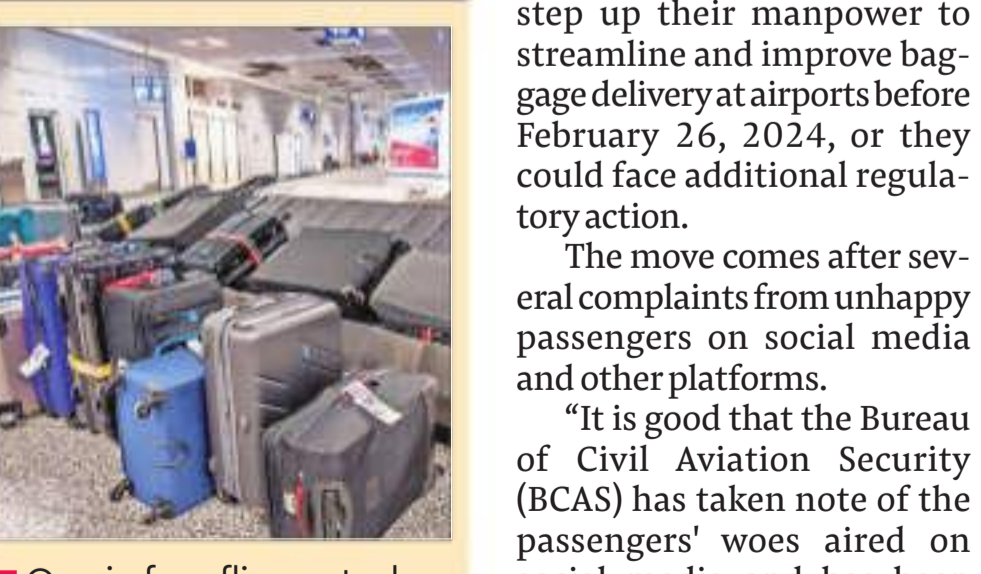 step up their manpower to
streamline and improve bag-
gage delivery at airports before
February 26, 2024, or they
could face additional regula-
tory action.
The move comes after sev-
eral complaints from unhappy
passengers on social media
and other platforms.
“It is good that the Bureau
of Civil Aviation Security
(BCAS) has taken note of the
passengers' woes aired on